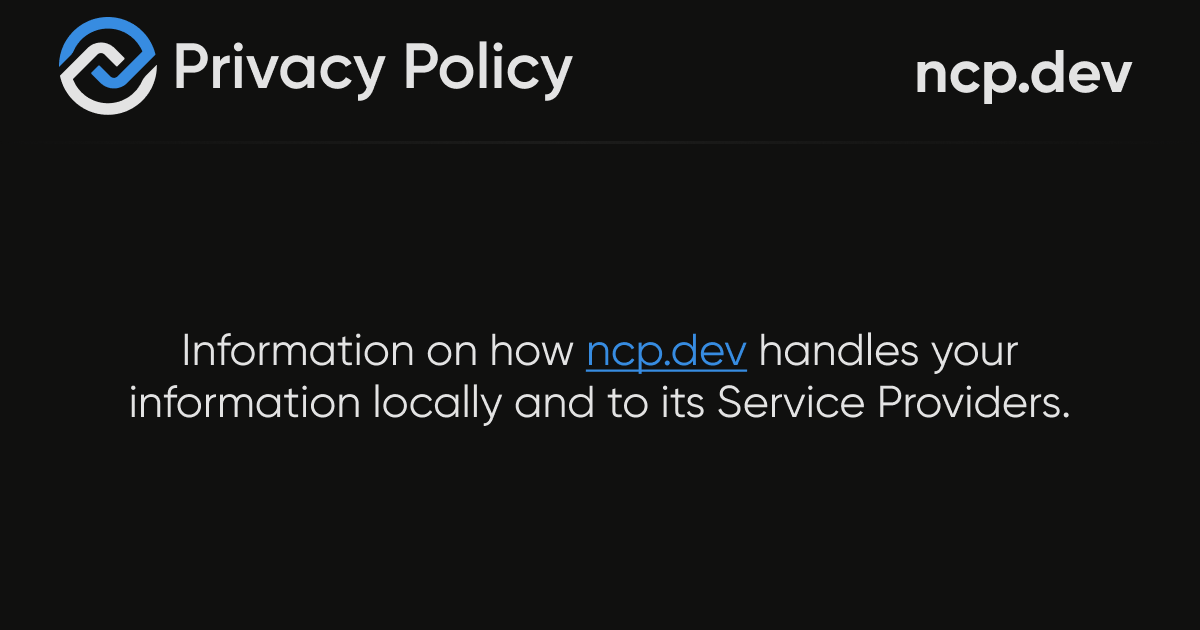 Privacy Policy
ncp.dev
Information on how ncp.dev handles your
information locally and to its Service Providers.